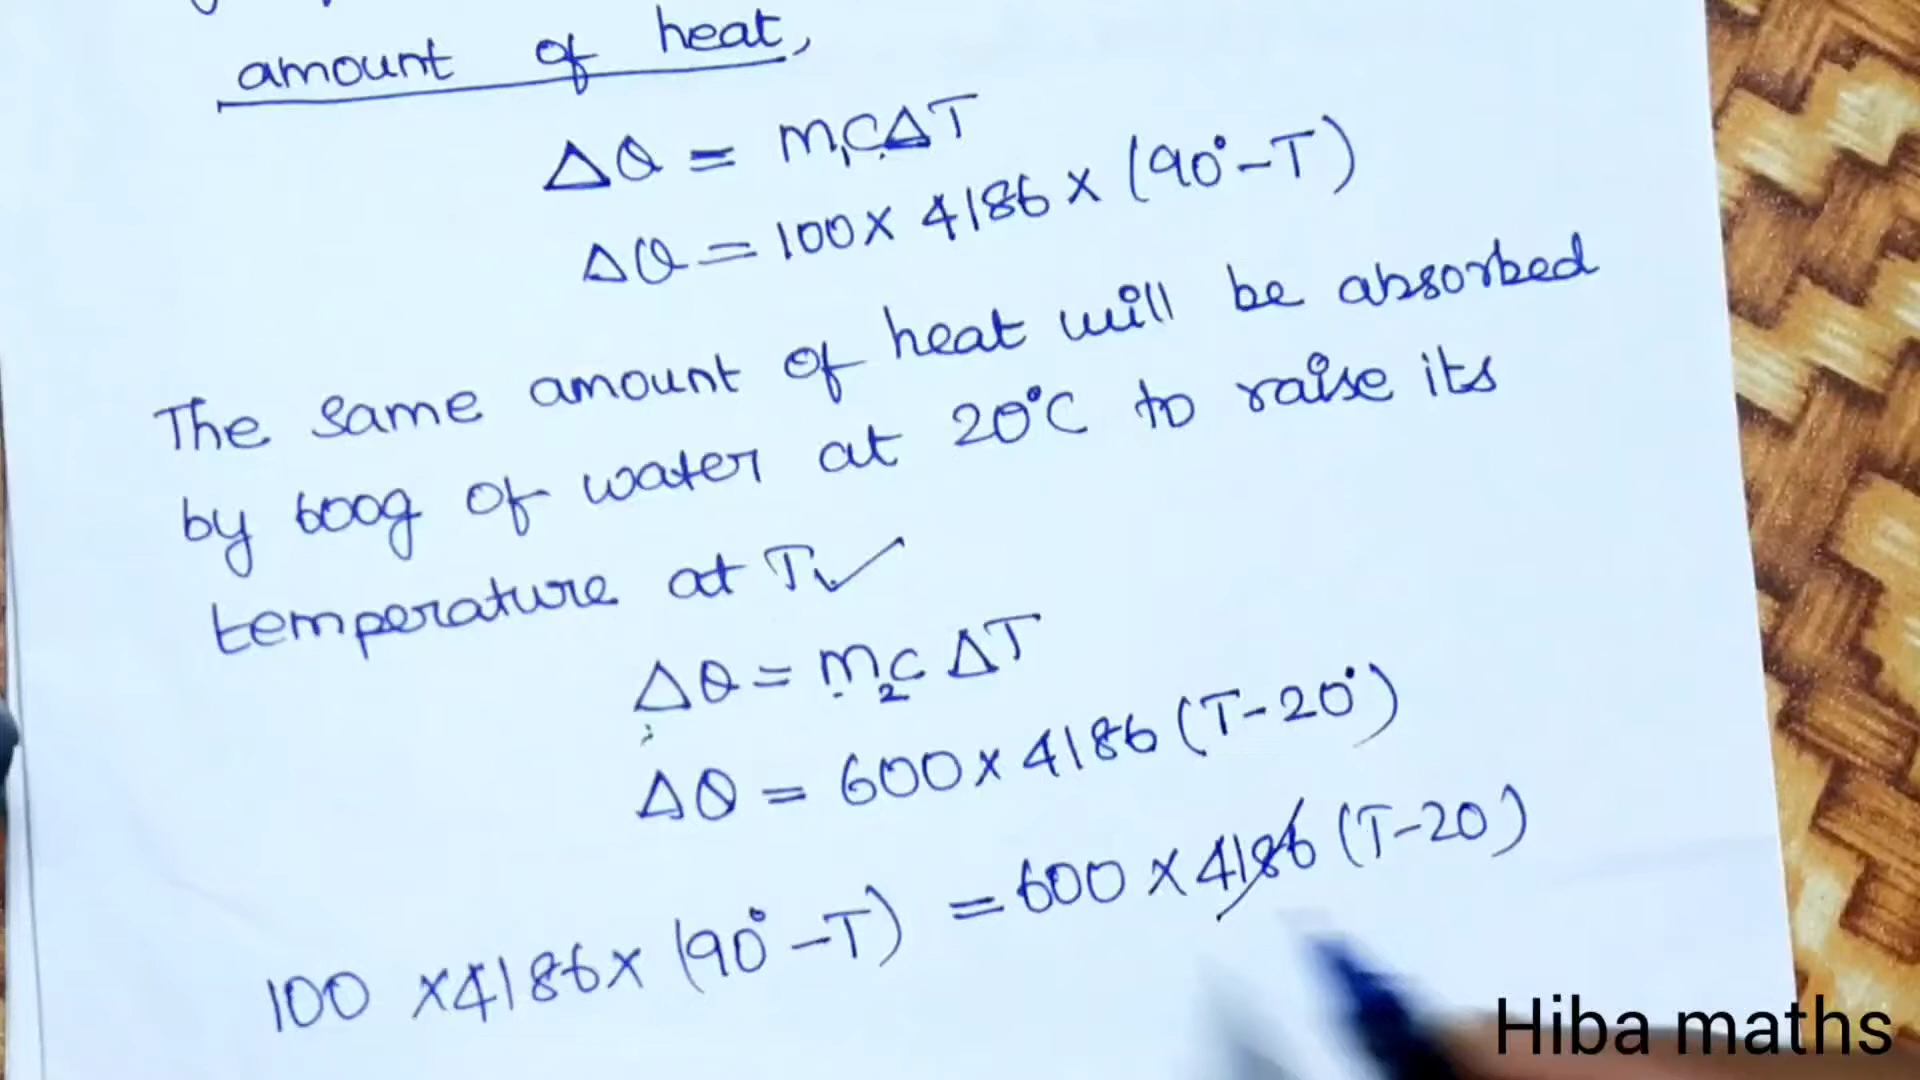 amount of heat,
ΔQ = m₁CΔT
ΔQ = 100 × 4186 × (90° - T)
The same amount of heat will be absorbed
by 600g of water at 20°C to raise its
temperature at T
ΔQ = m₂c ΔT
ΔQ = 600 × 4186 (T - 20°)
100 × 4186 × (90° - T) = 600 × 4186 (T - 20)
Hiba maths